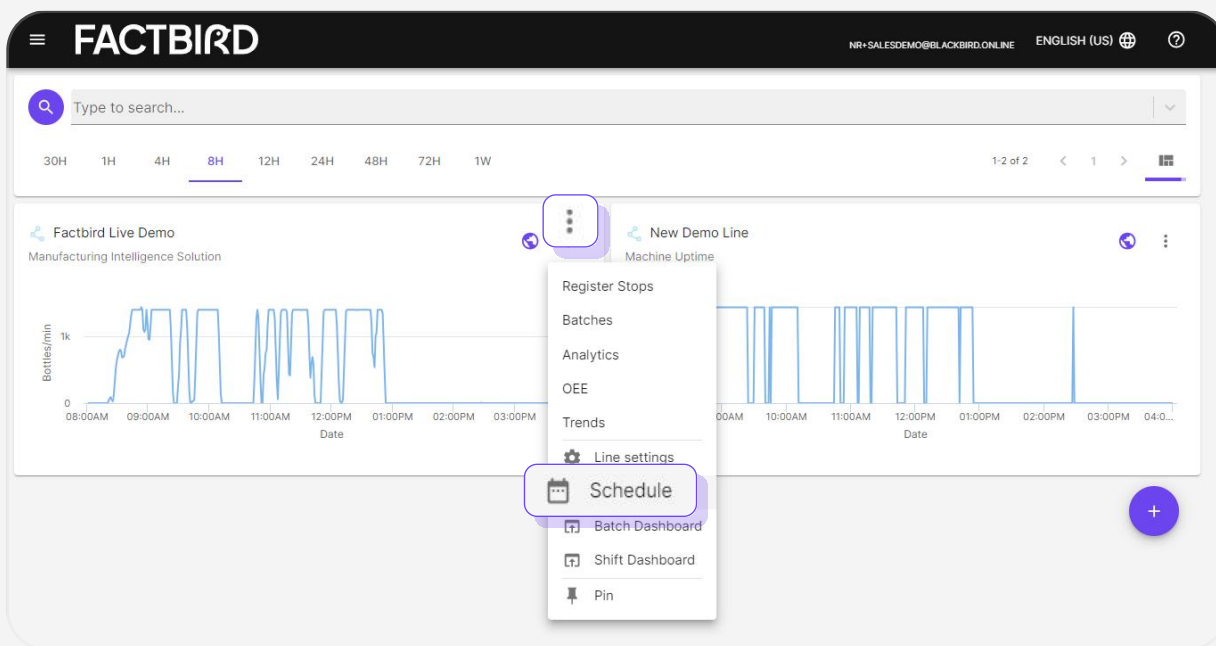 FACTBIRD
NR+SALESDEMO@BLACKBIRD.ONLINE
ENGLISH (US)
Type to search...
30H 1H 4H 8H 12H 24H 48H 72H 1W
1-2 of 2
1
Factbird Live Demo
Manufacturing Intelligence Solution
Bottles/min
1k
0
08:00AM 09:00AM 10:00AM 11:00AM 12:00PM 01:00PM 02:00PM 03:00PM
Date
New Demo Line
Machine Uptime
00AM 10:00AM 11:00AM 12:00PM 01:00PM 02:00PM 03:00PM 04:0...
Date
Register Stops
Batches
Analytics
OEE
Trends
Line settings
Schedule
Batch Dashboard
Shift Dashboard
Pin